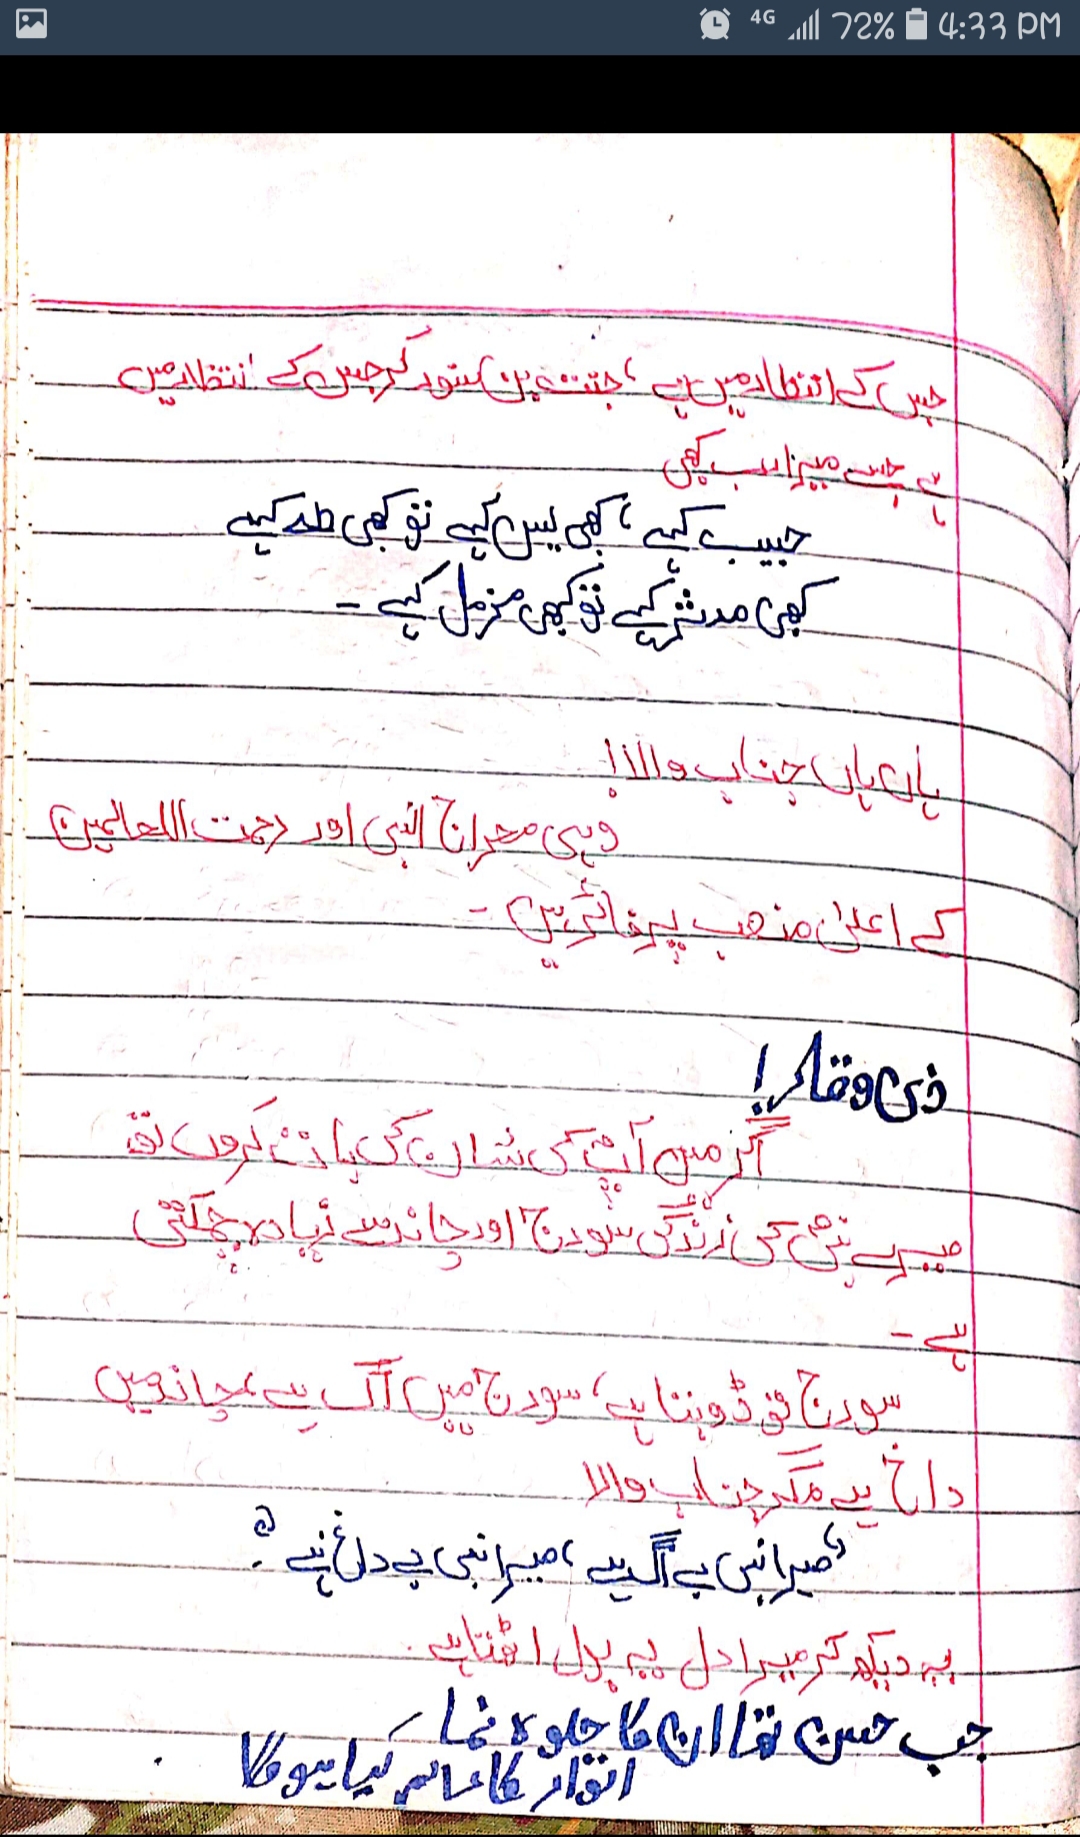 4G 72% 4:33 PM
جس کے انتظار میں ہے، جنت بن سنور کر جس کے انتظار میں
ہے جسے میرا رب کبھی
حبیب کہے، کبھی یس کہے تو کبھی طہ کہے
کبھی مدثر کہے تو کبھی مزمل کہے -
ہاں ہاں جناب والا!
وہی معراج النبی اور رحمت اللعالمین
کے اعلیٰ منصب پر فائز ہیں -
ذی وقار!
اگر میں آپؐ کی شان کی بات کروں تو
میرے نبیؐ کی زندگی سورج اور چاند سے زیادہ چمکتی
ہے -
سورج تو ڈوبتا ہے، سورج میں آگ ہے، چاند میں
داغ ہے مگر جناب والا
"میرا نبی بے آگ ہے، میرا نبی بے داغ ہے"
یہ دیکھ کر میرا دل یہ بول اٹھتا ہے.
جب حسن تھا ان کا جلوہ نما
انوار کا عالم کیا ہوگا